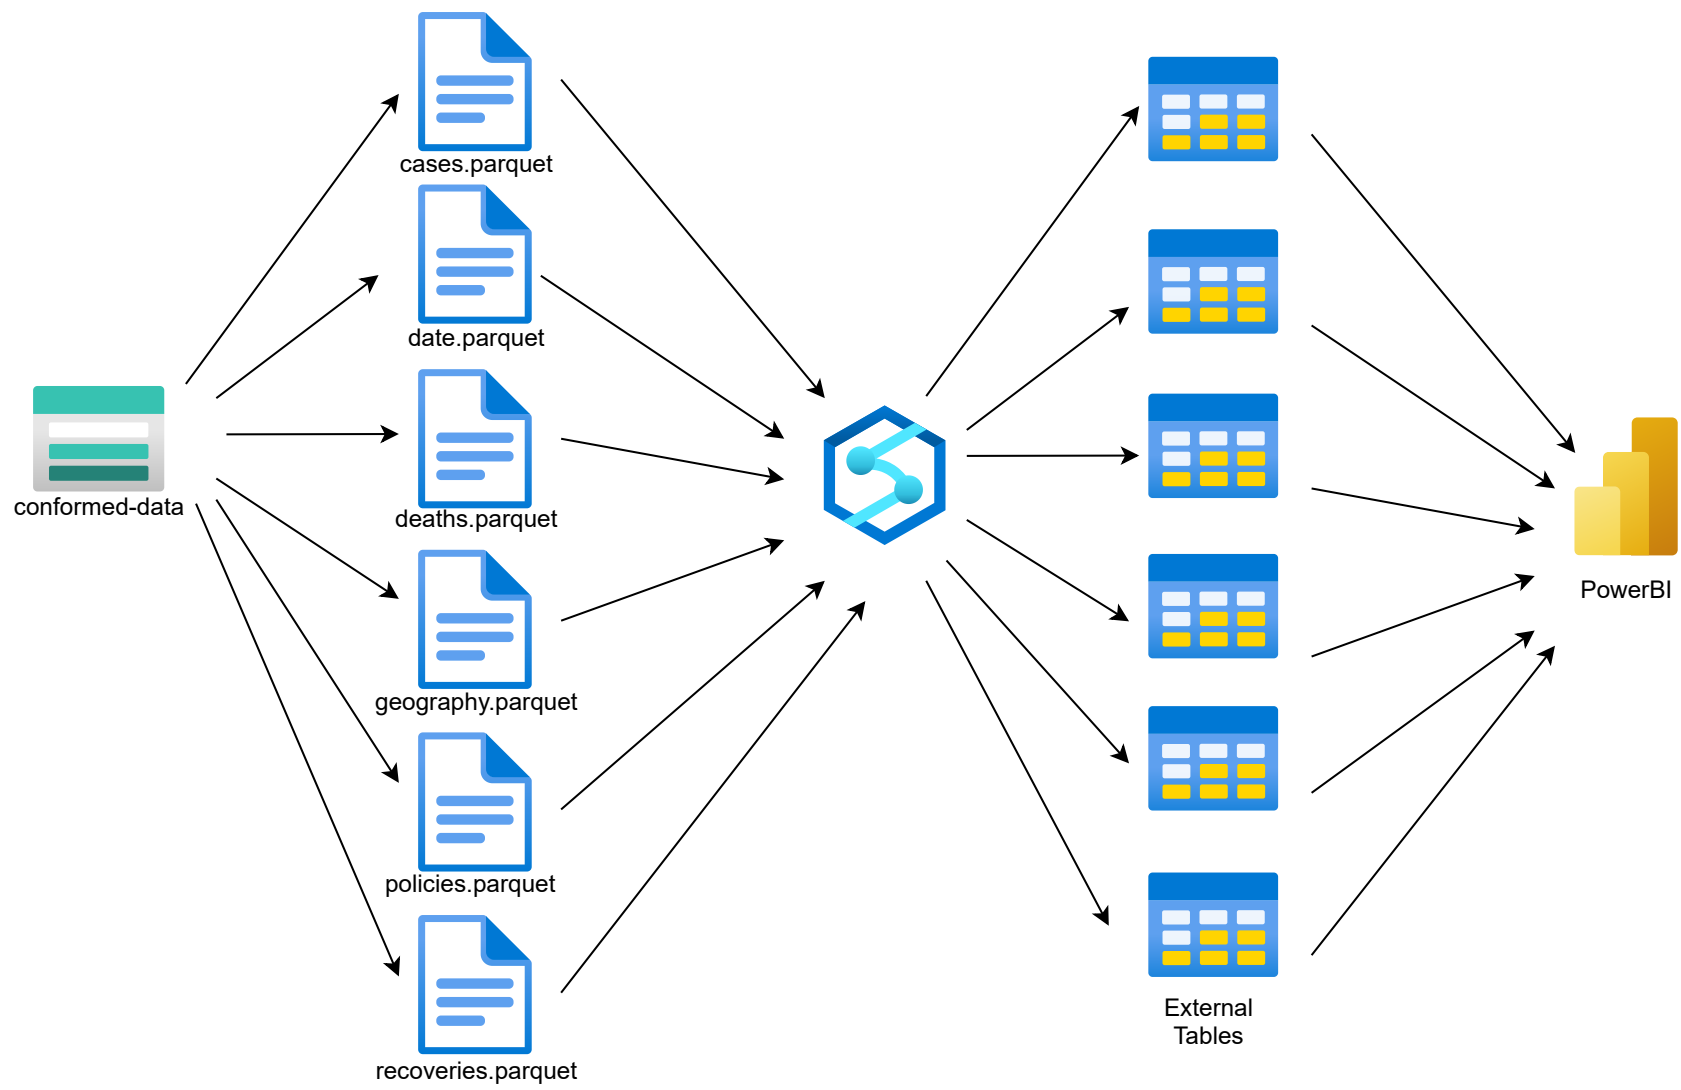 cases.parquet
date.parquet
conformed-data
deaths.parquet
geography.parquet
policies.parquet
recoveries.parquet
External
Tables
PowerBI